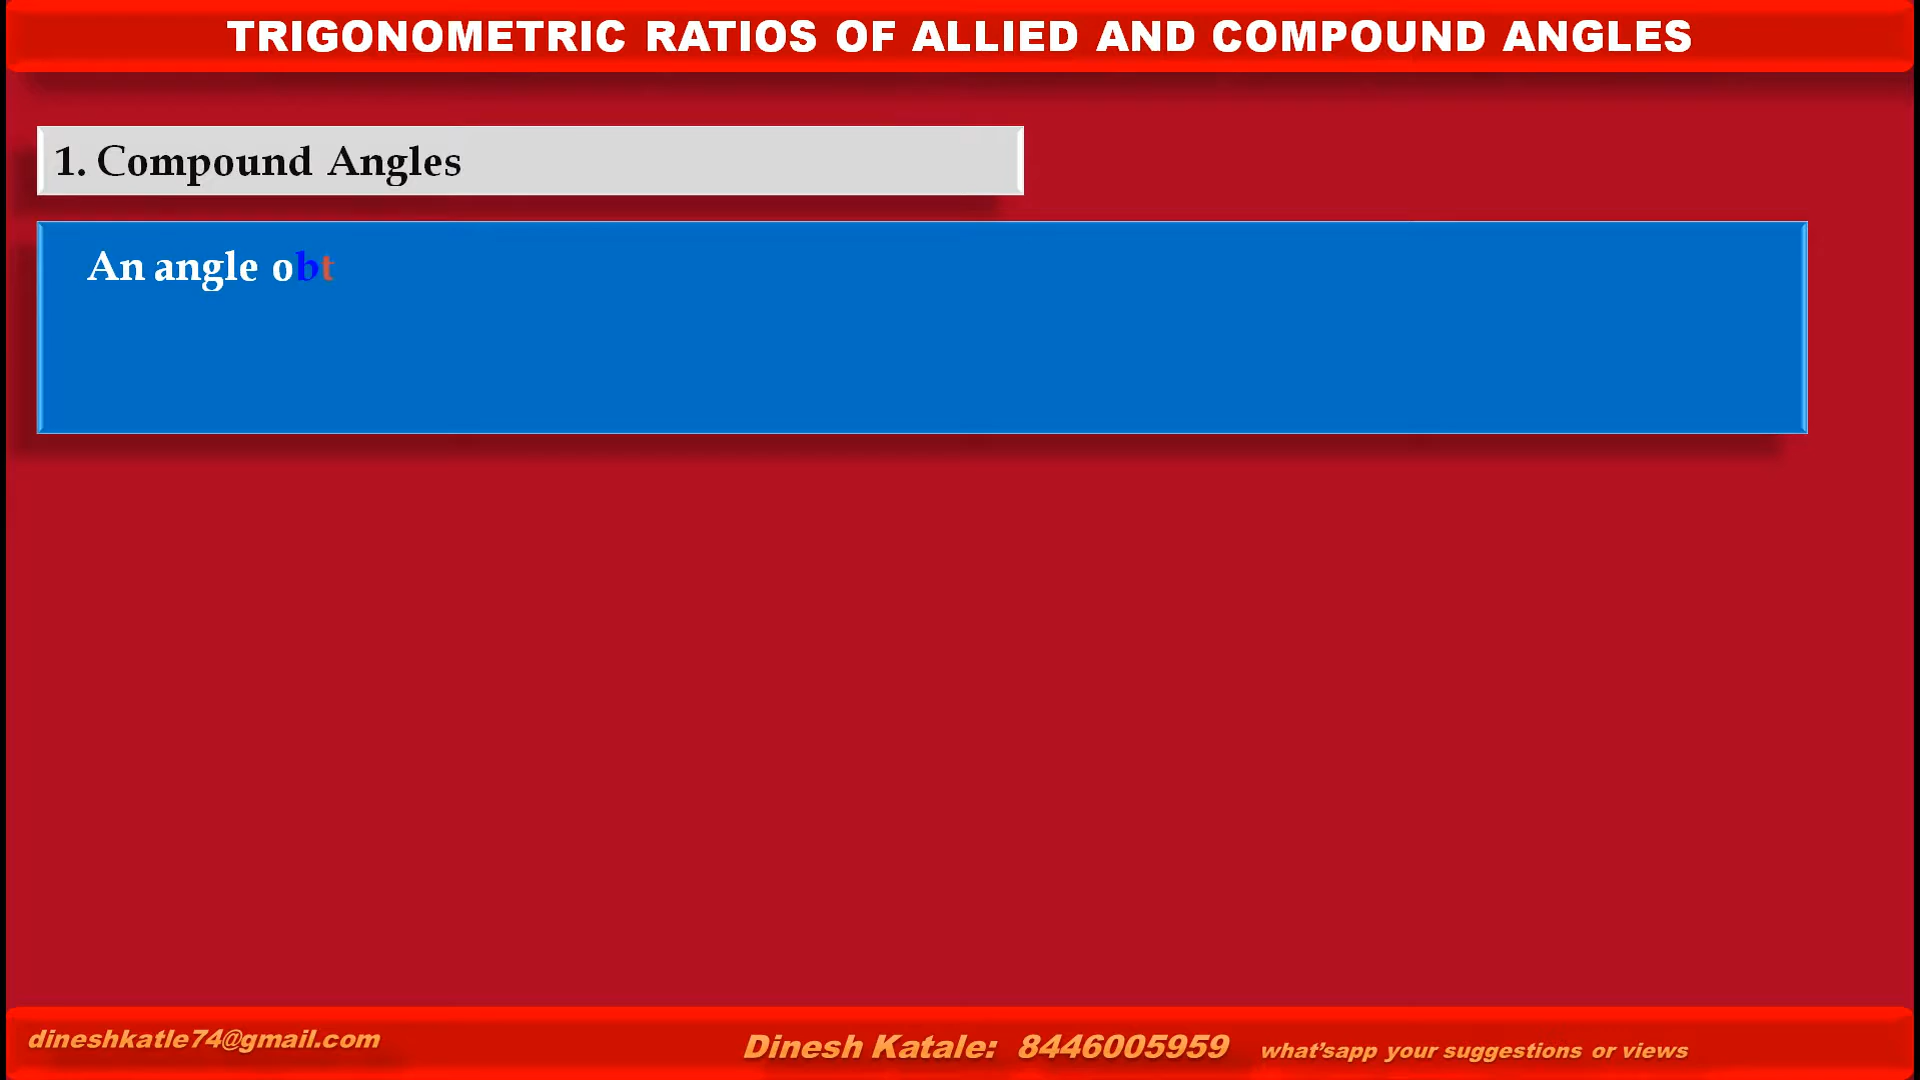 TRIGONOMETRIC RATIOS OF ALLIED AND COMPOUND ANGLES
1. Compound Angles
An angle obt
dineshkatle74@gmail.com
Dinesh Katale: 8446005959 what'sapp your suggestions or views